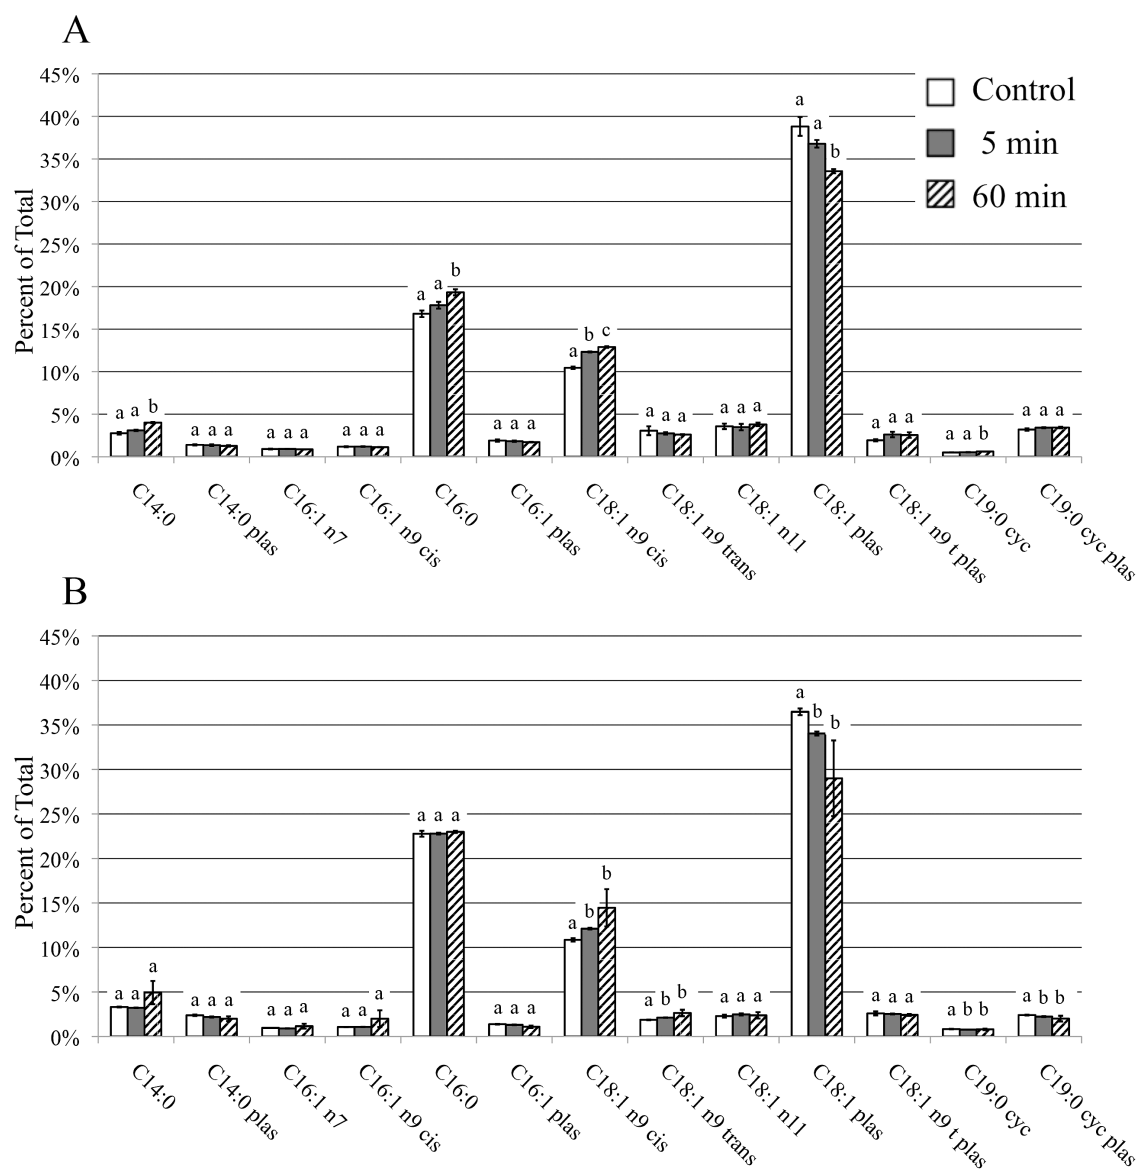 A
45%
40%
35%
30%
25%
20%
15%
10%
5%
0%
Percent of Total
Control
5 min
60 min
a a b
a a a
a a a
a a a
a a b
a a a
a b c
a a a
a a a
a a b
a a a
a a b
a a a
C14:0
C14:0 plas
C16:1 n7
C16:1 n9 cis
C16:0
C16:1 plas
C18:1 n9 cis
C18:1 n9 trans
C18:1 n11
C18:1 plas
C18:1 n9 t plas
C19:0 cyc
C19:0 cyc plas
B
45%
40%
35%
30%
25%
20%
15%
10%
5%
0%
Percent of Total
a a a
a a a
a a a
a a a
a a a
a a a
a b b
a b b
a a a
a b b
a a a
a b b
a b b
C14:0
C14:0 plas
C16:1 n7
C16:1 n9 cis
C16:0
C16:1 plas
C18:1 n9 cis
C18:1 n9 trans
C18:1 n11
C18:1 plas
C18:1 n9 t plas
C19:0 cyc
C19:0 cyc plas